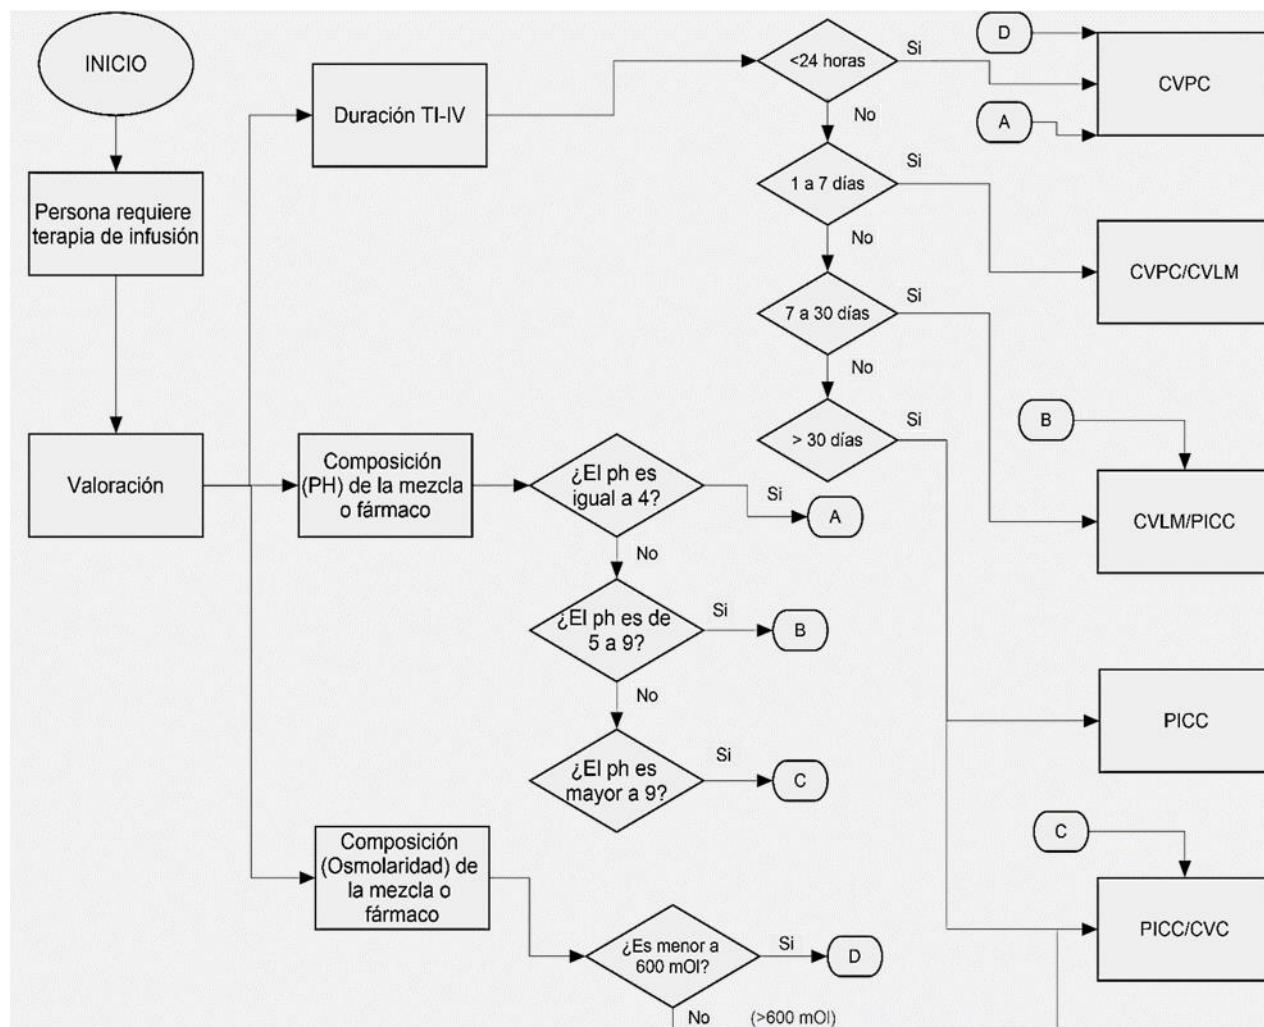 INICIO
Persona requiere
terapia de infusión
Valoración
Duración TI-IV
<24 horas
Si
No
1 a 7 días
Si
No
7 a 30 días
Si
No
> 30 días
Si
D
A
CVPC
CVPC/CVLM
B
CVLM/PICC
PICC
C
PICC/CVC
Composición
(PH) de la mezcla
o fármaco
¿El ph es
igual a 4?
Si
A
No
¿El ph es de
5 a 9?
Si
B
No
¿El ph es
mayor a 9?
Si
C
Composición
(Osmolaridad) de
la mezcla o
fármaco
¿Es menor a
600 mOl?
Si
D
No
(>600 mOl)